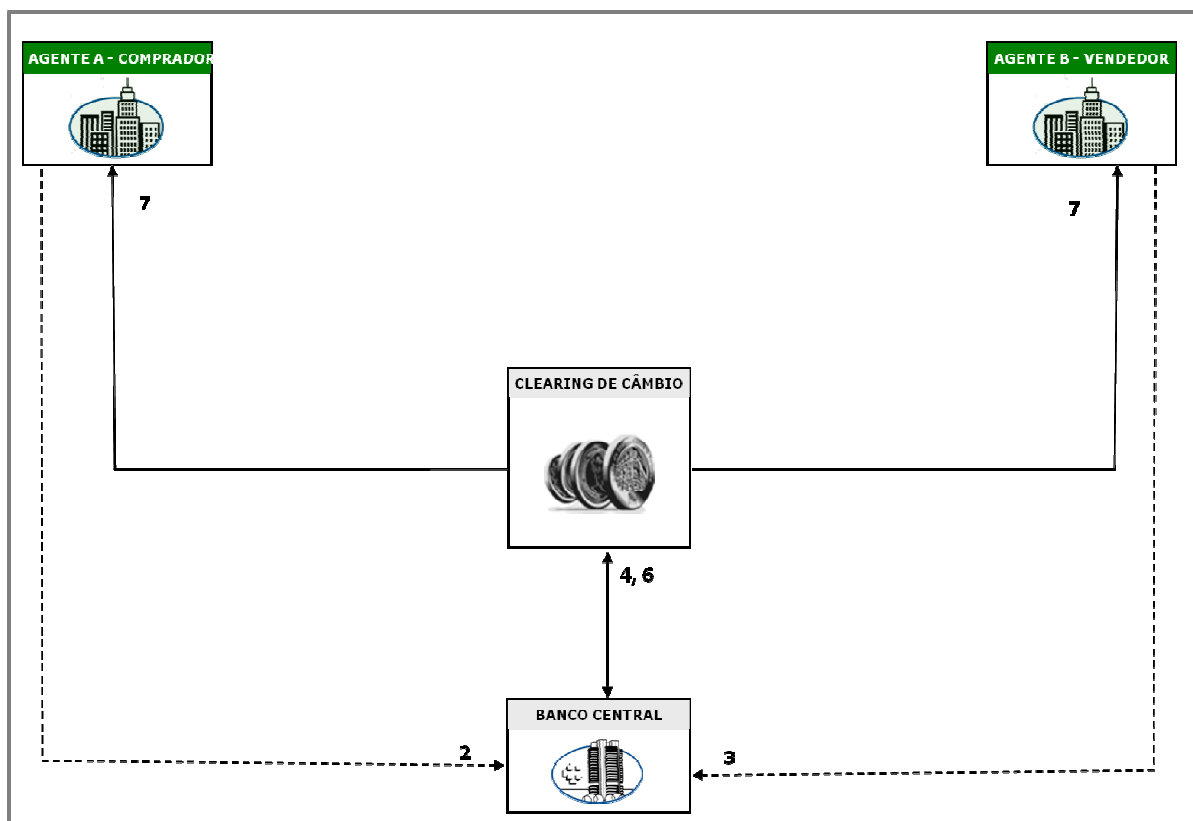 AGENTE A - COMPRADOR
AGENTE B - VENDEDOR
7
7
CLEARING DE CÂMBIO
4, 6
BANCO CENTRAL
2
3